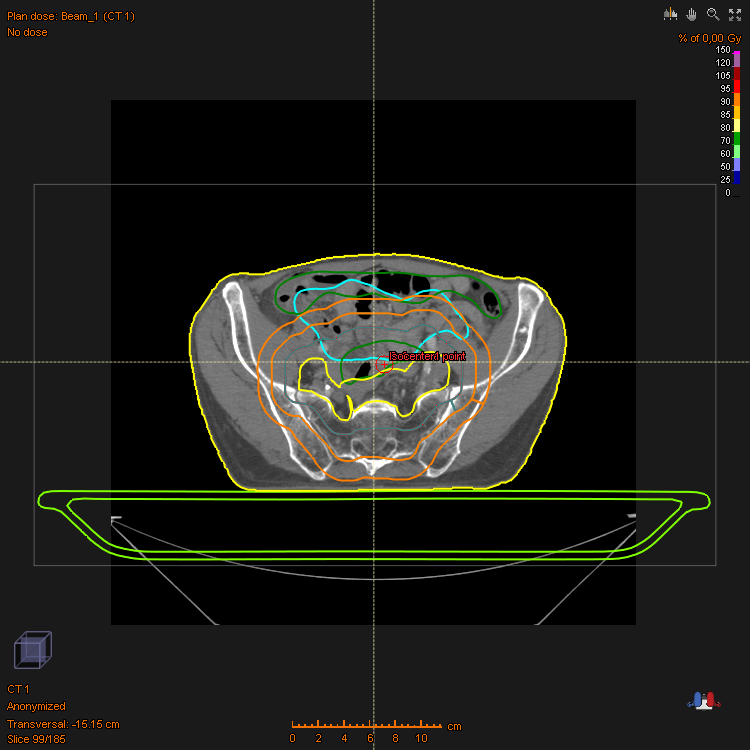 Plan dose: Beam_1 (CT 1)
No dose
% of 0,00 Gy
150
120
105
95
90
85
80
70
60
50
25
0
point
CT 1
Anonymized
Transversal: -15.15 cm
Slice 99/185
0 2 4 6 8 10 cm